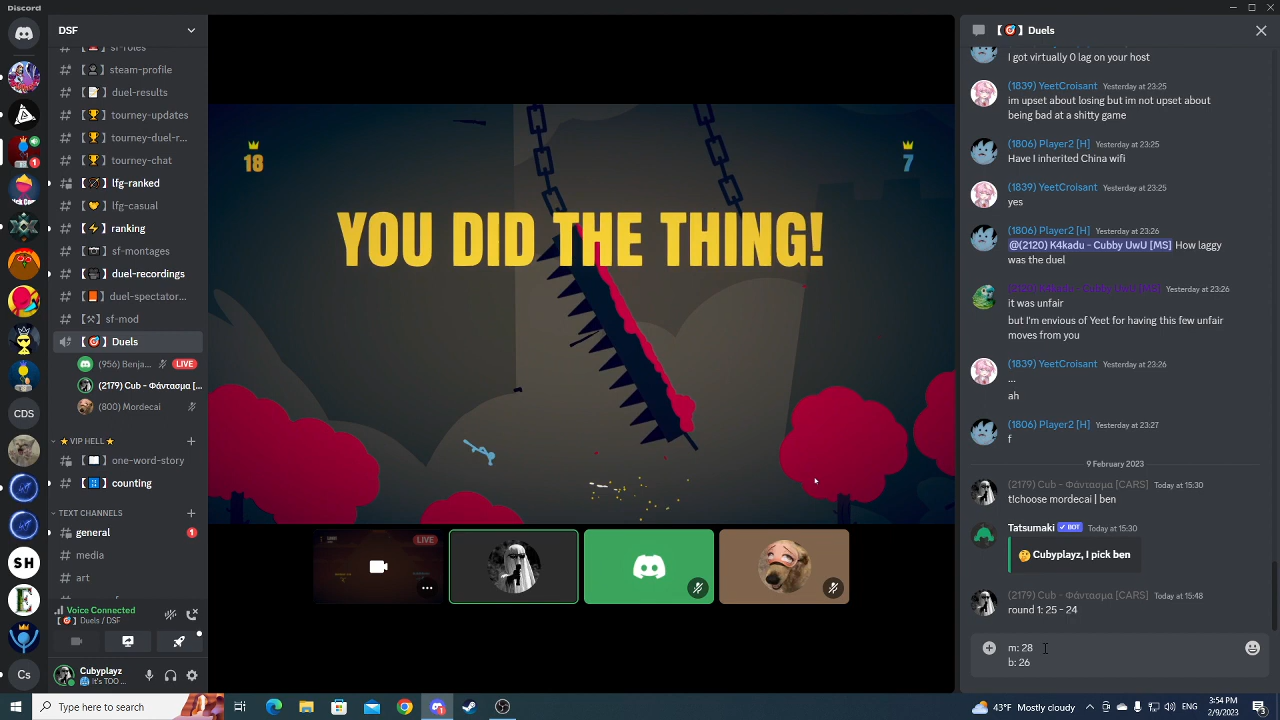 Discord
DSF
sf-roles
steam-profile
duel-results
tourney-updates
tourney-duel-r...
tourney-chat
lfg-ranked
lfg-casual
ranking
sf-montages
duel-recordings
duel-spectator...
sf-mod
Duels
(956) Benja... LIVE
(2179) Cub - Φάντασμα [...
(800) Mordecai
CDS
VIP HELL
one-word-story
counting
TEXT CHANNELS
general 1
media
art
SH
Voice Connected
Duels / DSF
Cs
Cubyplayz
it's TOO ...
18
7
YOU DID THE THING!
LIVE
【🎯】 Duels
I got virtually 0 lag on your host
(1839) YeetCroisant Yesterday at 23:25
im upset about losing but im not upset about
being bad at a shitty game
(1806) Player2 [H] Yesterday at 23:25
Have I inherited China wifi
(1839) YeetCroisant Yesterday at 23:25
yes
(1806) Player2 [H] Yesterday at 23:26
@(2120) K4kadu - Cubby UwU [MS] How laggy
was the duel
Yesterday at 23:26
it was unfair
but I'm envious of Yeet for having this few unfair
moves from you
(1839) YeetCroisant Yesterday at 23:26
...
ah
(1806) Player2 [H] Yesterday at 23:27
f
9 February 2023
(2179) Cub - Φάντασμα [CARS] Today at 15:30
t!choose mordecai | ben
Tatsumaki ✓ BOT Today at 15:30
🤔 Cubyplayz, I pick ben
(2179) Cub - Φάντασμα [CARS] Today at 15:48
round 1: 25 - 24
m: 28
b: 26
Type here to search
43°F Mostly cloudy
3:54 PM
2/9/2023